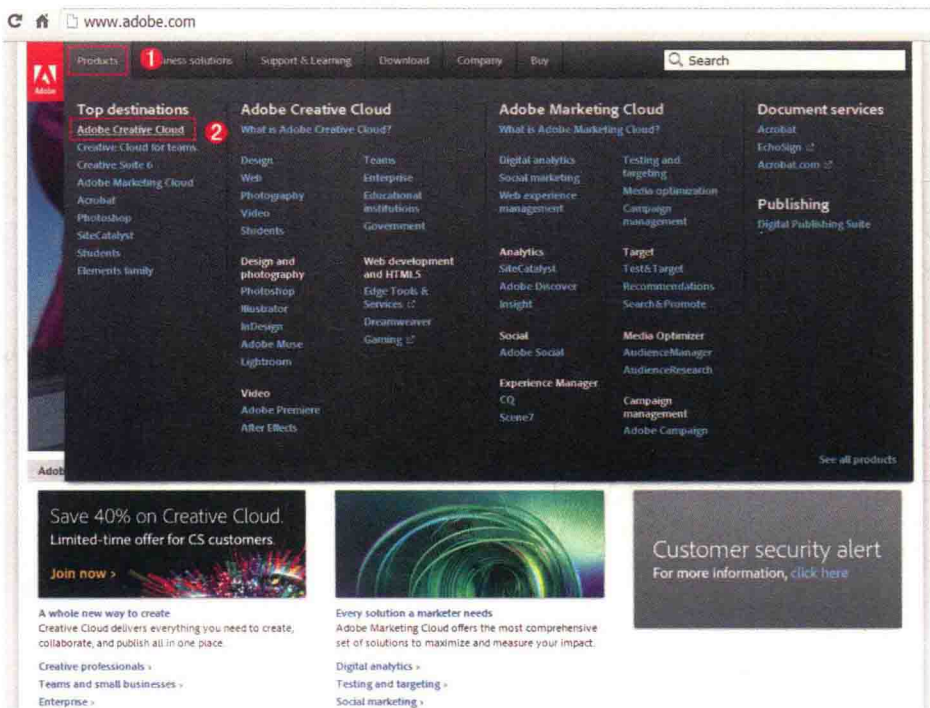 www.adobe.com
Adobe
Products
1
iness solutions
Support & Learning
Download
Company
Buy
Search
Top destinations
Adobe Creative Cloud
2
Creative Cloud for teams
Creative Suite 6
Adobe Marketing Cloud
Acrobat
Photoshop
SiteCatalyst
Students
Elements family
Adobe Creative Cloud
What is Adobe Creative Cloud?
Design
Web
Photography
Video
Students
Teams
Enterprise
Educational
institutions
Government
Design and
photography
Photoshop
Illustrator
InDesign
Adobe Muse
Lightroom
Web development
and HTML5
Edge Tools &
Services
Dreamweaver
Gaming
Video
Adobe Premiere
After Effects
Adobe Marketing Cloud
What is Adobe Marketing Cloud?
Digital analytics
Social marketing
Web experience
management
Testing and
targeting
Media optimization
Campaign
management
Analytics
SiteCatalyst
Adobe Discover
Insight
Target
Test&Target
Recommendations
Search&Promote
Social
Adobe Social
Media Optimizer
AudienceManager
AudienceResearch
Experience Manager
CQ
Scene7
Campaign
management
Adobe Campaign
Document services
Acrobat
EchoSign
Acrobat.com
Publishing
Digital Publishing Suite
See all products
Adob
Save 40% on Creative Cloud.
Limited-time offer for CS customers.
Join now >
Customer security alert
For more information, click here
A whole new way to create
Creative Cloud delivers everything you need to create,
collaborate, and publish all in one place.
Creative professionals >
Teams and small businesses >
Enterprise >
Every solution a marketer needs
Adobe Marketing Cloud offers the most comprehensive
set of solutions to maximize and measure your impact.
Digital analytics >
Testing and targeting >
Social marketing >